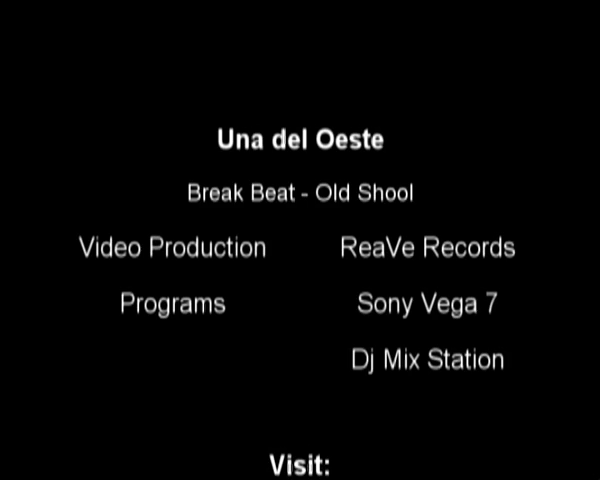 Una del Oeste
Break Beat - Old Shool
Video Production ReaVe Records
Programs Sony Vega 7
Dj Mix Station
Visit: